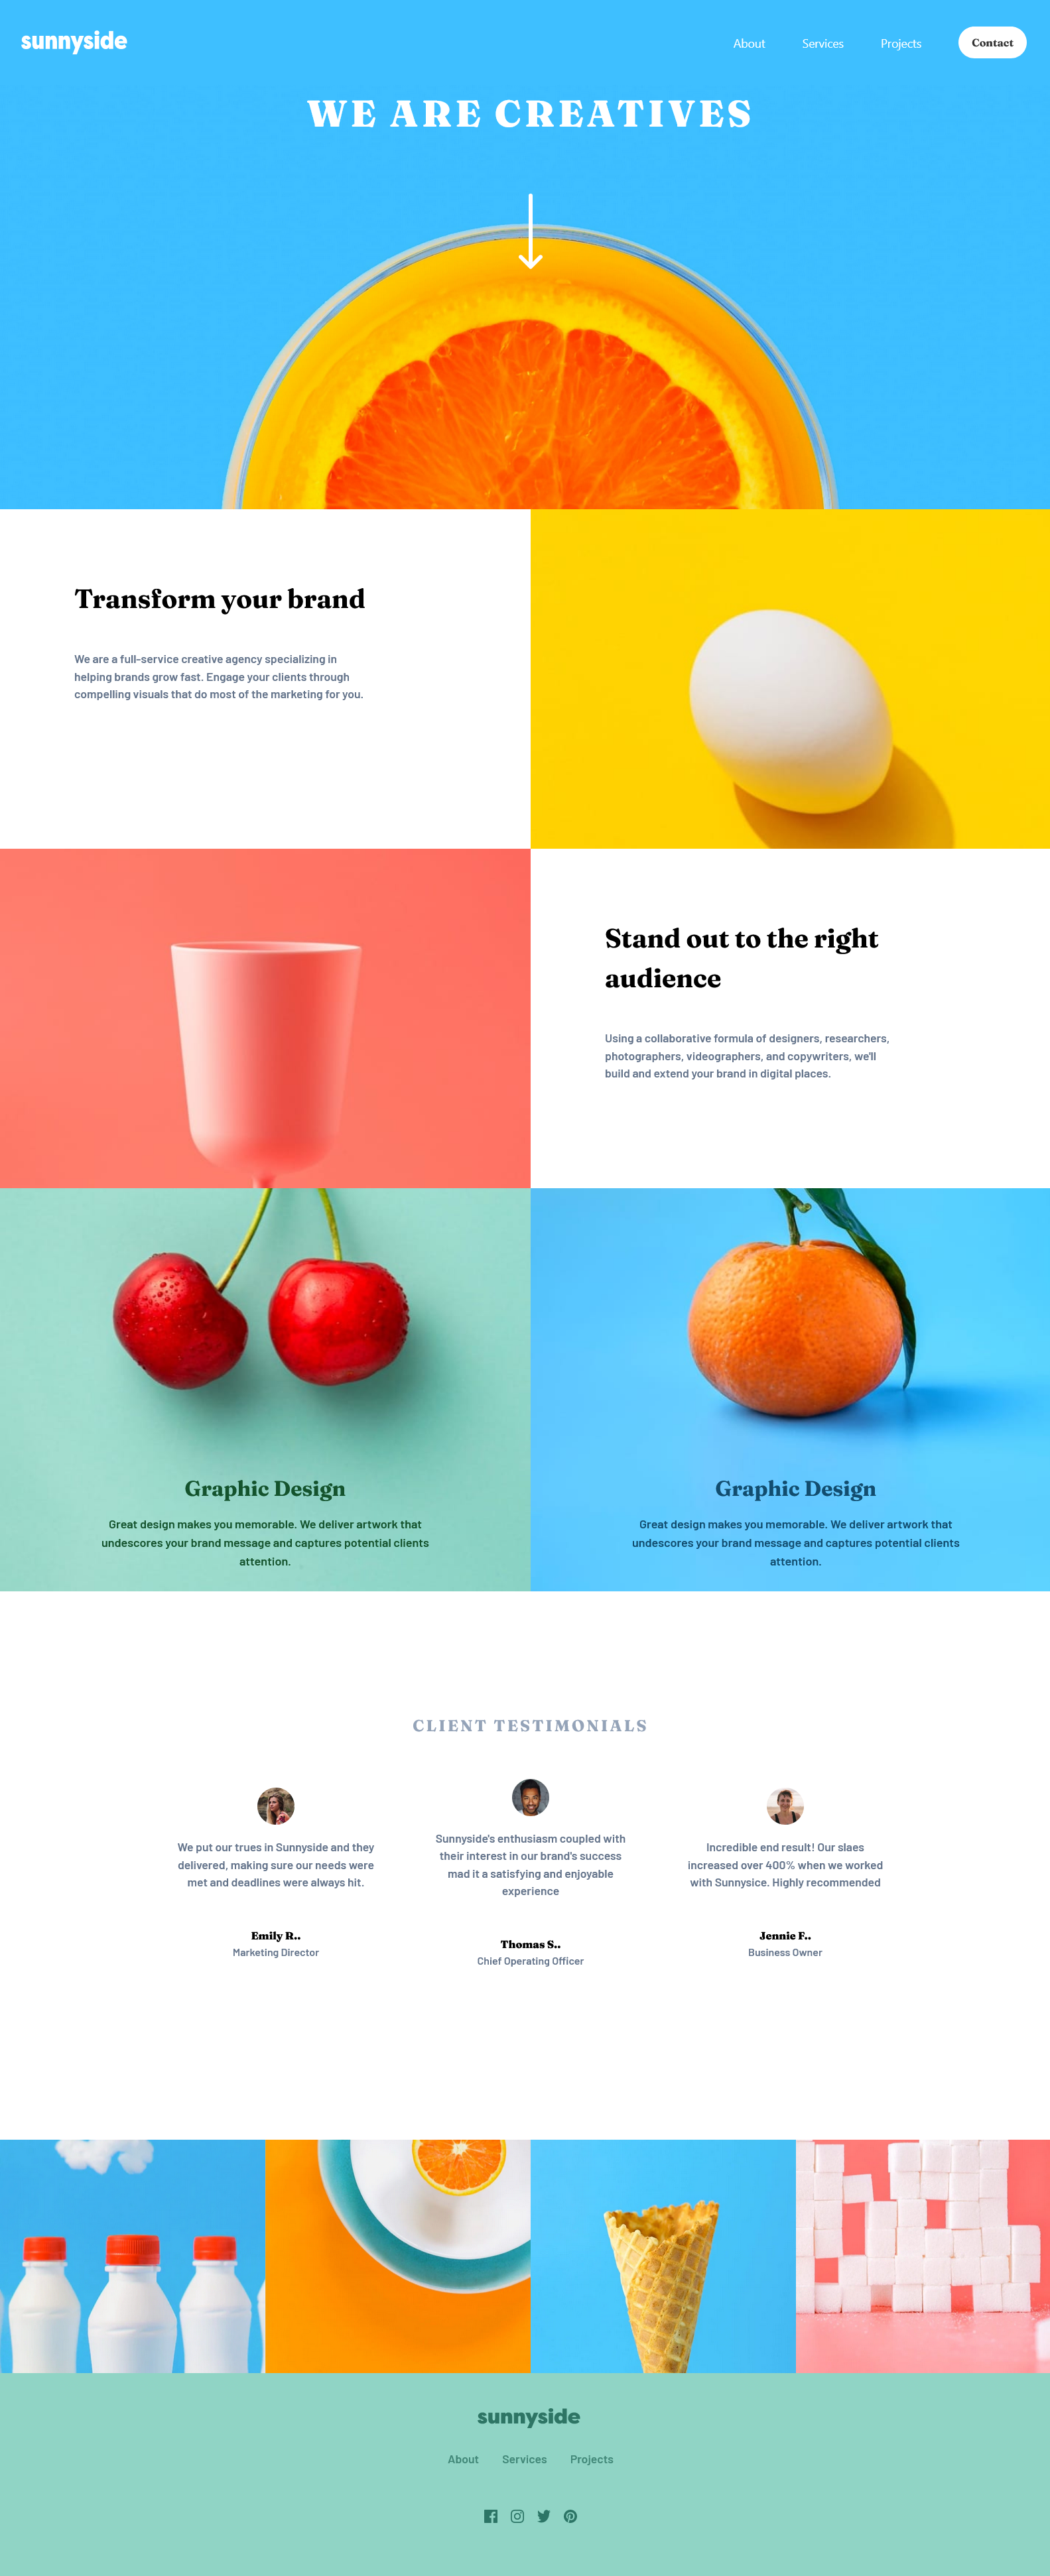 sunnyside
About Services Projects Contact
WE ARE CREATIVES
Transform your brand
We are a full-service creative agency specializing in
helping brands grow fast. Engage your clients through
compelling visuals that do most of the marketing for you.
Stand out to the right
audience
Using a collaborative formula of designers, researchers,
photographers, videographers, and copywriters, we'll
build and extend your brand in digital places.
Graphic Design
Great design makes you memorable. We deliver artwork that
undescores your brand message and captures potential clients
attention.
Graphic Design
Great design makes you memorable. We deliver artwork that
undescores your brand message and captures potential clients
attention.
CLIENT TESTIMONIALS
We put our trues in Sunnyside and they
delivered, making sure our needs were
met and deadlines were always hit.
Emily R..
Marketing Director
Sunnyside's enthusiasm coupled with
their interest in our brand's success
mad it a satisfying and enjoyable
experience
Thomas S..
Chief Operating Officer
Incredible end result! Our slaes
increased over 400% when we worked
with Sunnysice. Highly recommended
Jennie F..
Business Owner
sunnyside
About Services Projects